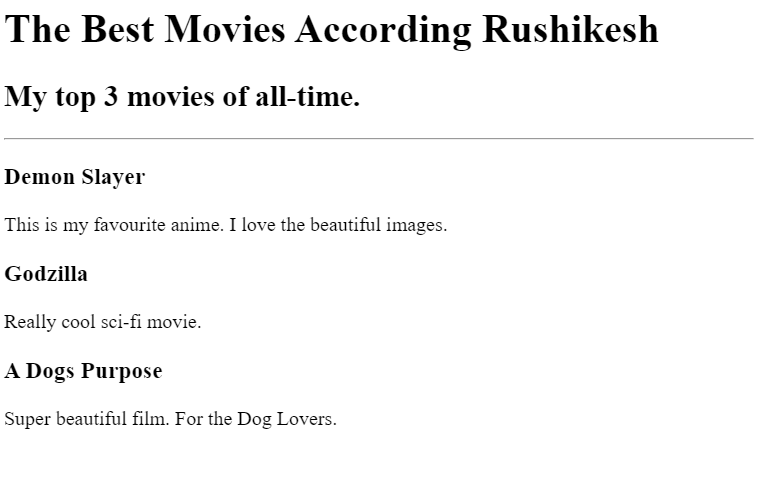 The Best Movies According Rushikesh
My top 3 movies of all-time.
Demon Slayer
This is my favourite anime. I love the beautiful images.
Godzilla
Really cool sci-fi movie.
A Dogs Purpose
Super beautiful film. For the Dog Lovers.